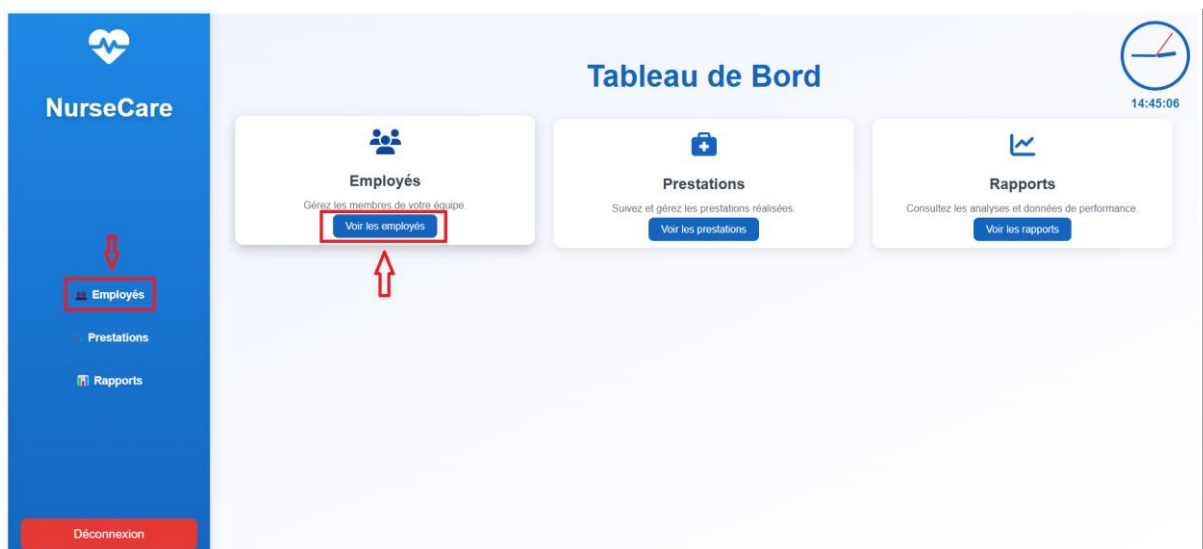 NurseCare
Employés
Prestations
Rapports
Déconnexion
Tableau de Bord
14:45:06
Employés
Gérez les membres de votre équipe.
Voir les employés
Prestations
Suivez et gérez les prestations réalisées.
Voir les prestations
Rapports
Consultez les analyses et données de performance.
Voir les rapports